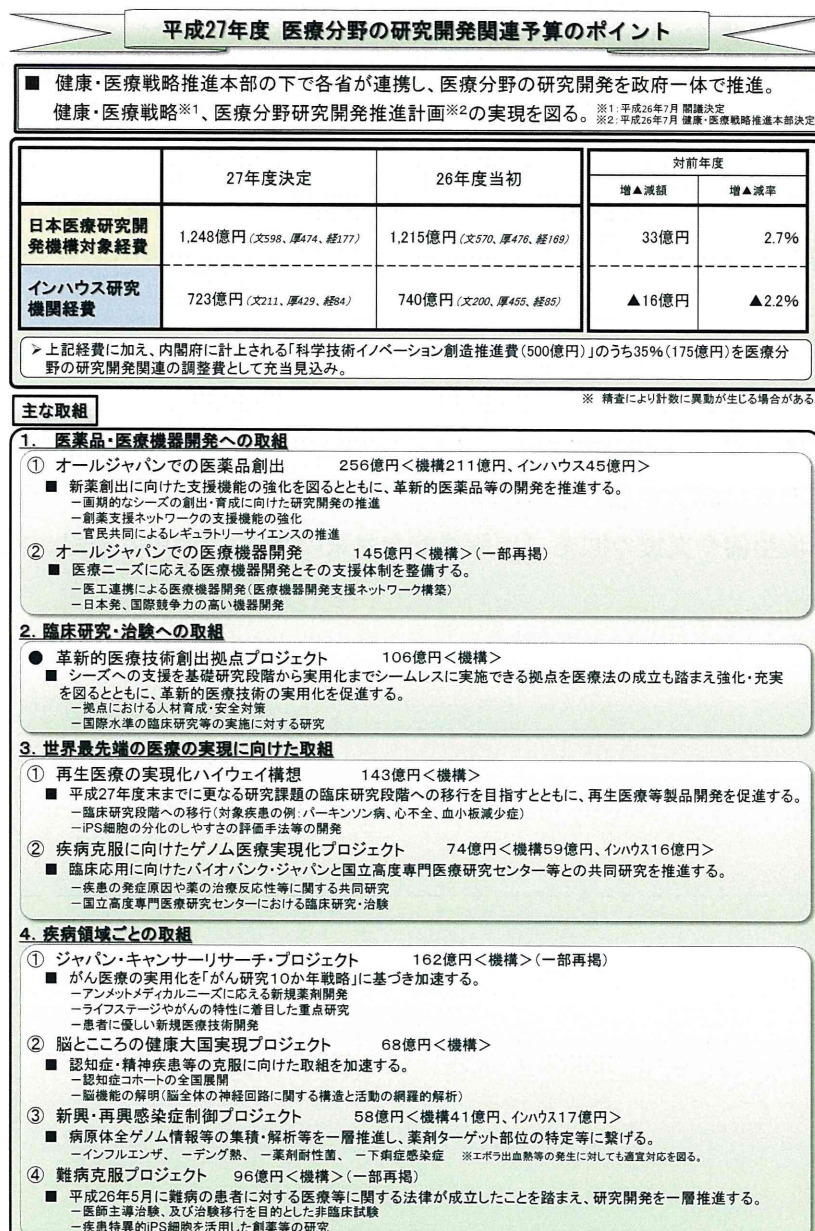 平成27年度 医療分野の研究開発関連予算のポイント
■ 健康・医療戦略推進本部の下で各省が連携し、医療分野の研究開発を政府一体で推進。
健康・医療戦略※1、医療分野研究開発推進計画※2の実現を図る。
※1:平成26年7月 閣議決定
※2:平成26年7月 健康・医療戦略推進本部決定
27年度決定 26年度当初 対前年度
増▲減額 増▲減率
日本医療研究開
発機構対象経費
1,248億円(文598、厚474、経177) 1,215億円(文570、厚476、経169) 33億円 2.7%
インハウス研究
機関経費
723億円(文211、厚429、経84) 740億円(文200、厚455、経85) ▲16億円 ▲2.2%
➢上記経費に加え、内閣府に計上される「科学技術イノベーション創造推進費(500億円)」のうち35%(175億円)を医療分
野の研究開発関連の調整費として充当見込み。
※ 精査により計数に異動が生じる場合がある
主な取組
1. 医薬品・医療機器開発への取組
① オールジャパンでの医薬品創出 256億円<機構211億円、インハウス45億円>
■ 新薬創出に向けた支援機能の強化を図るとともに、革新的医薬品等の開発を推進する。
－画期的なシーズの創出・育成に向けた研究開発の推進
－創薬支援ネットワークの支援機能の強化
－官民共同によるレギュラトリーサイエンスの推進
② オールジャパンでの医療機器開発 145億円<機構>(一部再掲)
■ 医療ニーズに応える医療機器開発とその支援体制を整備する。
－医工連携による医療機器開発(医療機器開発支援ネットワーク構築)
－日本発、国際競争力の高い機器開発
2. 臨床研究・治験への取組
● 革新的医療技術創出拠点プロジェクト 106億円<機構>
■ シーズへの支援を基礎研究段階から実用化までシームレスに実施できる拠点を医療法の成立も踏まえ強化・充実
を図るとともに、革新的医療技術の実用化を促進する。
－拠点における人材育成・安全対策
－国際水準の臨床研究等の実施に対する研究
3. 世界最先端の医療の実現に向けた取組
① 再生医療の実現化ハイウェイ構想 143億円<機構>
■ 平成27年度末までに更なる研究課題の臨床研究段階への移行を目指すとともに、再生医療等製品開発を促進する。
－臨床研究段階への移行(対象疾患の例:パーキンソン病、心不全、血小板減少症)
－iPS細胞の分化のしやすさの評価手法等の開発
② 疾病克服に向けたゲノム医療実現化プロジェクト 74億円<機構59億円、インハウス16億円>
■ 臨床応用に向けたバイオバンク・ジャパンと国立高度専門医療研究センター等との共同研究を推進する。
－疾患の発症原因や薬の治療反応性等に関する共同研究
－国立高度専門医療研究センターにおける臨床研究・治験
4. 疾病領域ごとの取組
① ジャパン・キャンサーリサーチ・プロジェクト 162億円<機構>(一部再掲)
■ がん医療の実用化を「がん研究10か年戦略」に基づき加速する。
－アンメットメディカルニーズに応える新規薬剤開発
－ライフステージやがんの特性に着目した重点研究
－患者に優しい新規医療技術開発
② 脳とこころの健康大国実現プロジェクト 68億円<機構>
■ 認知症・精神疾患等の克服に向けた取組を加速する。
－認知症コホートの全国展開
－脳機能の解明(脳全体の神経回路に関する構造と活動の網羅的解析)
③ 新興・再興感染症制御プロジェクト 58億円<機構41億円、インハウス17億円>
■ 病原体全ゲノム情報等の集積・解析等を一層推進し、薬剤ターゲット部位の特定等に繋げる。
－インフルエンザ、 －デング熱、 －薬剤耐性菌、 －下痢症感染症 ※エボラ出血熱等の発生に対しても適宜対応を図る。
④ 難病克服プロジェクト 96億円<機構>(一部再掲)
■ 平成26年5月に難病の患者に対する医療等に関する法律が成立したことを踏まえ、研究開発を一層推進する。
－医師主導治験、及び治験移行を目的とした非臨床試験
－疾患特異的iPS細胞を活用した創薬等の研究